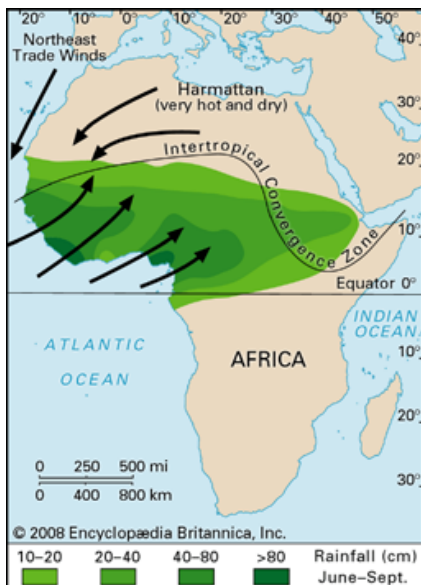 20° 10° 0° 10° 20° 30° 40° 50° 60°
40°
Northeast
Trade Winds
Harmattan
(very hot and dry)
30°
Intertropical Convergence Zone
20°
10°
Equator 0°
ATLANTIC
OCEAN
AFRICA
INDIAN
OCEAN
10°
20°
30°
0 250 500 mi
0 400 800 km
© 2008 Encyclopædia Britannica, Inc.
10–20 20–40 40–80 >80 Rainfall (cm)
June–Sept.